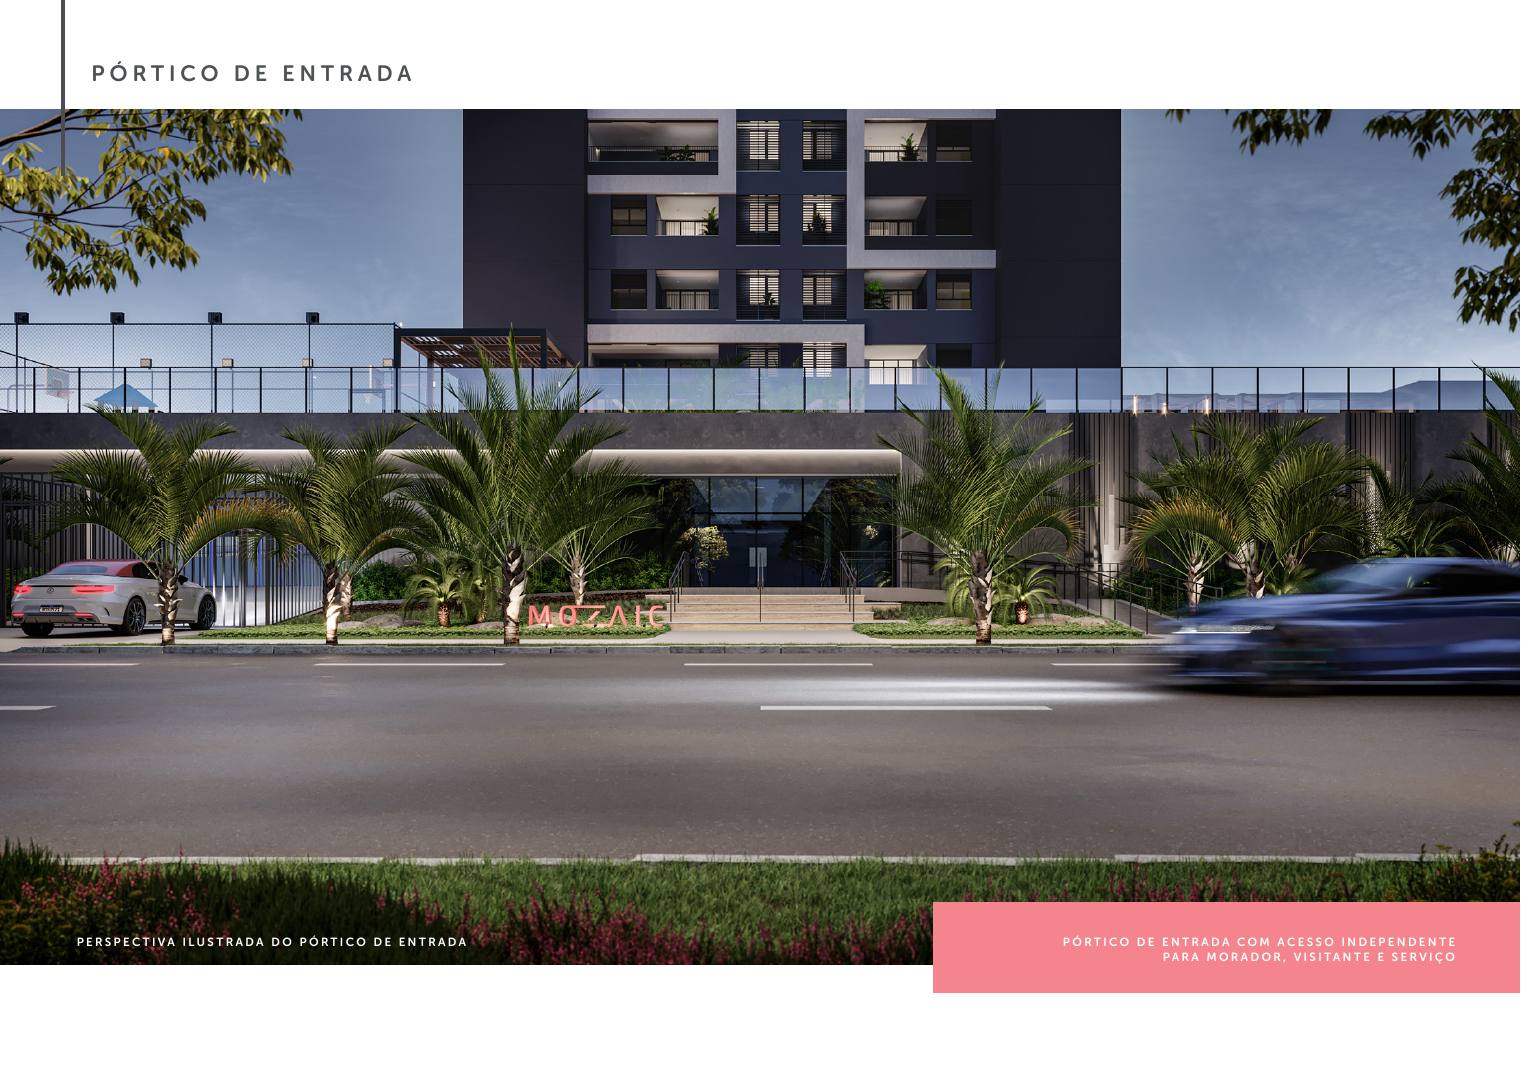 PÓRTICO DE ENTRADA
MOZAIC
PERSPECTIVA ILUSTRADA DO PÓRTICO DE ENTRADA
PÓRTICO DE ENTRADA COM ACESSO INDEPENDENTE
PARA MORADOR, VISITANTE E SERVIÇO